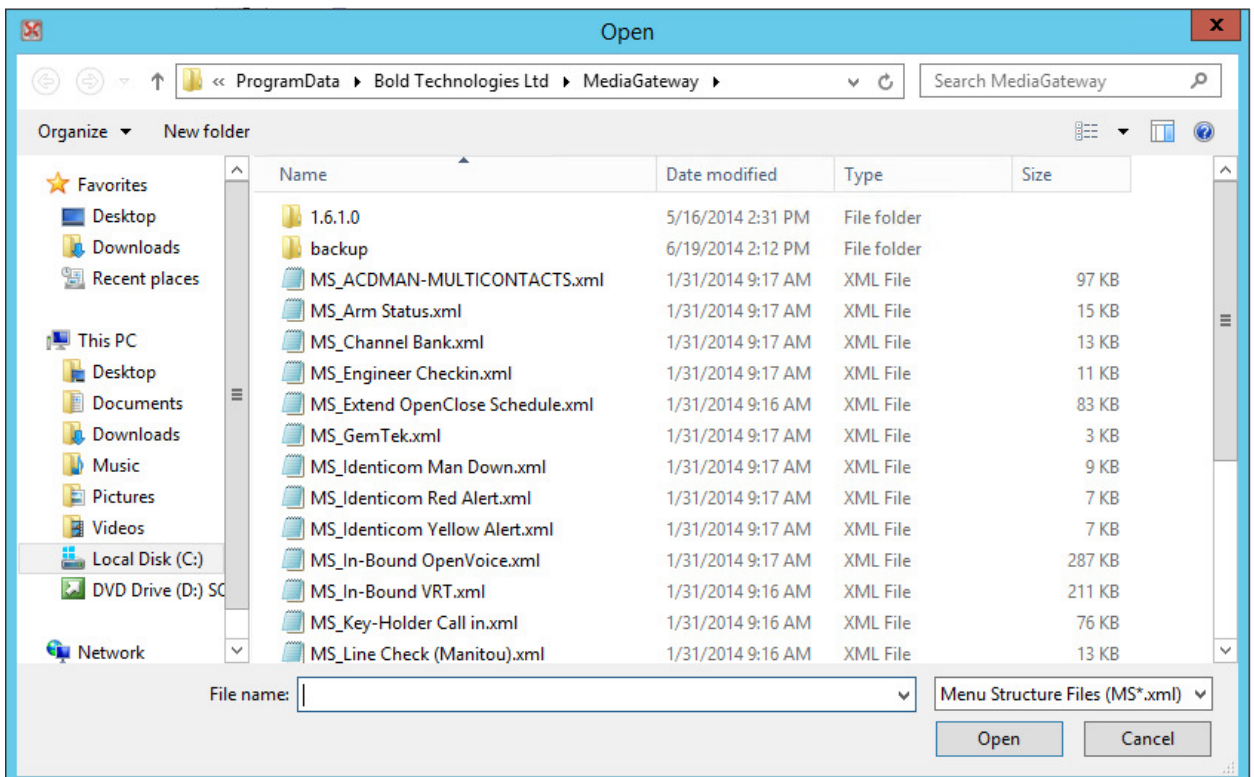 Open
x
« ProgramData ▸ Bold Technologies Ltd ▸ MediaGateway ▸ Search MediaGateway
Organize ▾ New folder
Name Date modified Type Size
Favorites
Desktop
Downloads
Recent places
This PC
Desktop
Documents
Downloads
Music
Pictures
Videos
Local Disk (C:)
DVD Drive (D:) SC
Network
1.6.1.0 5/16/2014 2:31 PM File folder
backup 6/19/2014 2:12 PM File folder
MS_ACDMAN-MULTICONTACTS.xml 1/31/2014 9:17 AM XML File 97 KB
MS_Arm Status.xml 1/31/2014 9:17 AM XML File 15 KB
MS_Channel Bank.xml 1/31/2014 9:17 AM XML File 13 KB
MS_Engineer Checkin.xml 1/31/2014 9:17 AM XML File 11 KB
MS_Extend OpenClose Schedule.xml 1/31/2014 9:16 AM XML File 83 KB
MS_GemTek.xml 1/31/2014 9:17 AM XML File 3 KB
MS_Identicom Man Down.xml 1/31/2014 9:17 AM XML File 9 KB
MS_Identicom Red Alert.xml 1/31/2014 9:17 AM XML File 7 KB
MS_Identicom Yellow Alert.xml 1/31/2014 9:17 AM XML File 7 KB
MS_In-Bound OpenVoice.xml 1/31/2014 9:17 AM XML File 287 KB
MS_In-Bound VRT.xml 1/31/2014 9:16 AM XML File 211 KB
MS_Key-Holder Call in.xml 1/31/2014 9:16 AM XML File 76 KB
MS_Line Check (Manitou).xml 1/31/2014 9:16 AM XML File 13 KB
File name: Menu Structure Files (MS*.xml)
Open Cancel